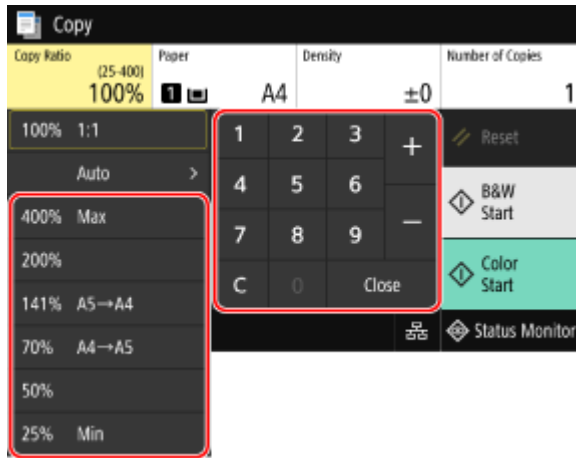 Copy
Copy Ratio
(25-400)
100%
Paper
1
A4
Density
±0
Number of Copies
1
100% 1:1
Auto >
400% Max
200%
141% A5→A4
70% A4→A5
50%
25% Min
1 2 3 +
4 5 6
7 8 9 −
C 0 Close
Reset
B&W
Start
Color
Start
Status Monitor